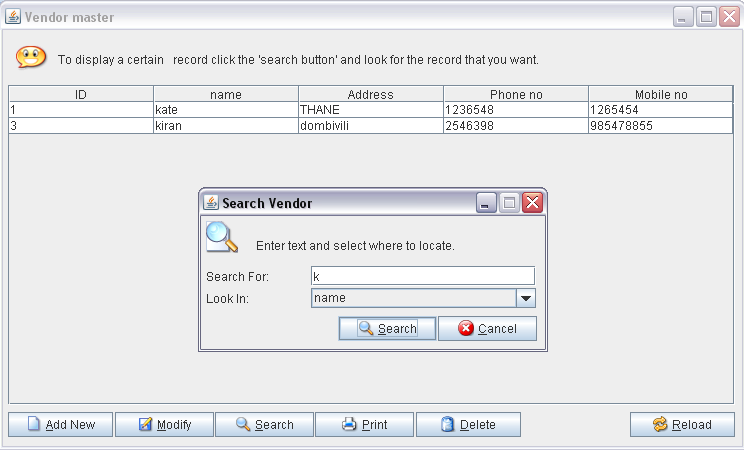 Vendor master
To display a certain record click the 'search button' and look for the record that you want.
ID name Address Phone no Mobile no
1 kate THANE 1236548 1265454
3 kiran dombivili 2546398 985478855
Search Vendor
Enter text and select where to locate.
Search For: k
Look In: name
Search Cancel
Add New Modify Search Print Delete Reload